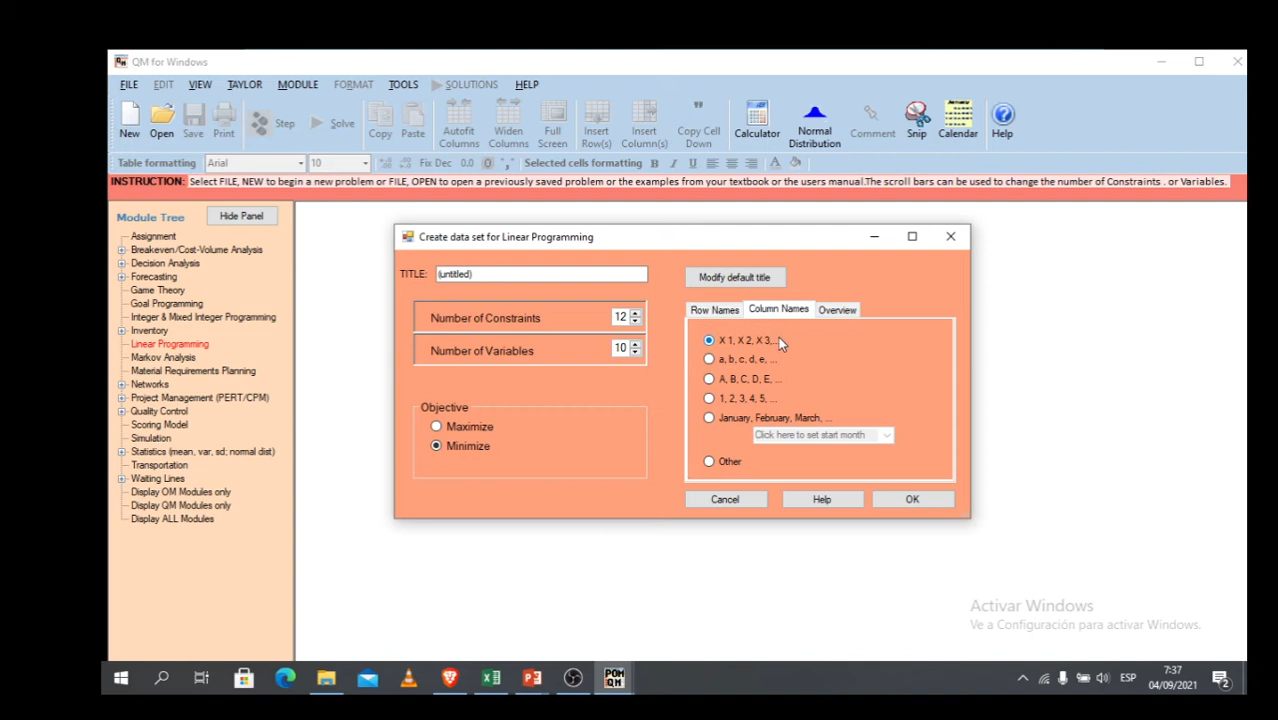 QM for Windows
FILE EDIT VIEW TAYLOR MODULE FORMAT TOOLS SOLUTIONS HELP
New Open Save Print Step Solve Copy Paste Autofit Columns Widen Columns Full Screen Insert Row(s) Insert Column(s) Copy Cell Down Calculator Normal Distribution Comment Snip Calendar Help
Table formatting Arial 10 Fix Dec 0.0 0 "," Selected cells formatting B I U A
INSTRUCTION: Select FILE, NEW to begin a new problem or FILE, OPEN to open a previously saved problem or the examples from your textbook or the users manual.The scroll bars can be used to change the number of Constraints . or Variables.
Module Tree Hide Panel
Assignment
Breakeven/Cost-Volume Analysis
Decision Analysis
Forecasting
Game Theory
Goal Programming
Integer & Mixed Integer Programming
Inventory
Linear Programming
Markov Analysis
Material Requirements Planning
Networks
Project Management (PERT/CPM)
Quality Control
Scoring Model
Simulation
Statistics (mean, var, sd; normal dist)
Transportation
Waiting Lines
Display OM Modules only
Display QM Modules only
Display ALL Modules
Create data set for Linear Programming
TITLE: (untitled)
Modify default title
Number of Constraints 12
Number of Variables 10
Objective
Maximize
Minimize
Row Names Column Names Overview
X 1, X 2, X 3,...
a, b, c, d, e, ...
A, B, C, D, E, ...
1, 2, 3, 4, 5, ...
January, February, March, ...
Click here to set start month
Other
Cancel Help OK
Activar Windows
Ve a Configuración para activar Windows.
POM QM
ESP
7:37
04/09/2021
2